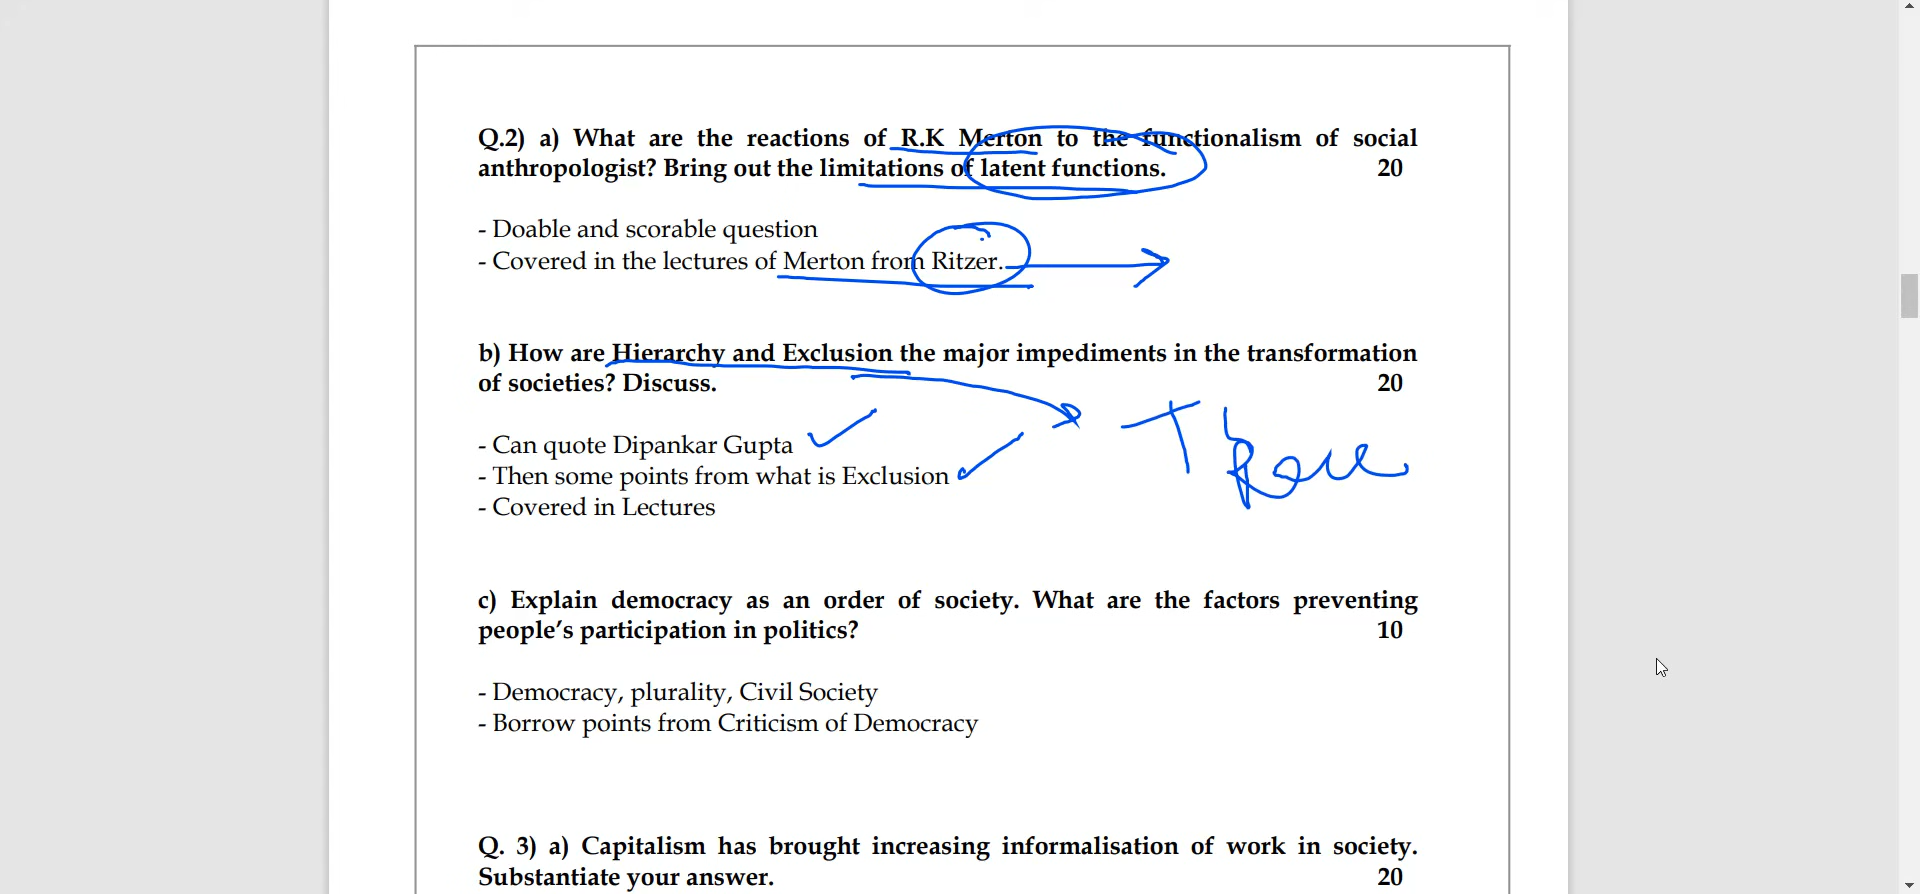 Q.2) a) What are the reactions of R.K Merton to the functionalism of social
anthropologist? Bring out the limitations of latent functions. 20
- Doable and scorable question
- Covered in the lectures of Merton from Ritzer.
b) How are Hierarchy and Exclusion the major impediments in the transformation
of societies? Discuss. 20
- Can quote Dipankar Gupta
- Then some points from what is Exclusion
- Covered in Lectures
c) Explain democracy as an order of society. What are the factors preventing
people’s participation in politics? 10
- Democracy, plurality, Civil Society
- Borrow points from Criticism of Democracy
Q. 3) a) Capitalism has brought increasing informalisation of work in society.
Substantiate your answer. 20